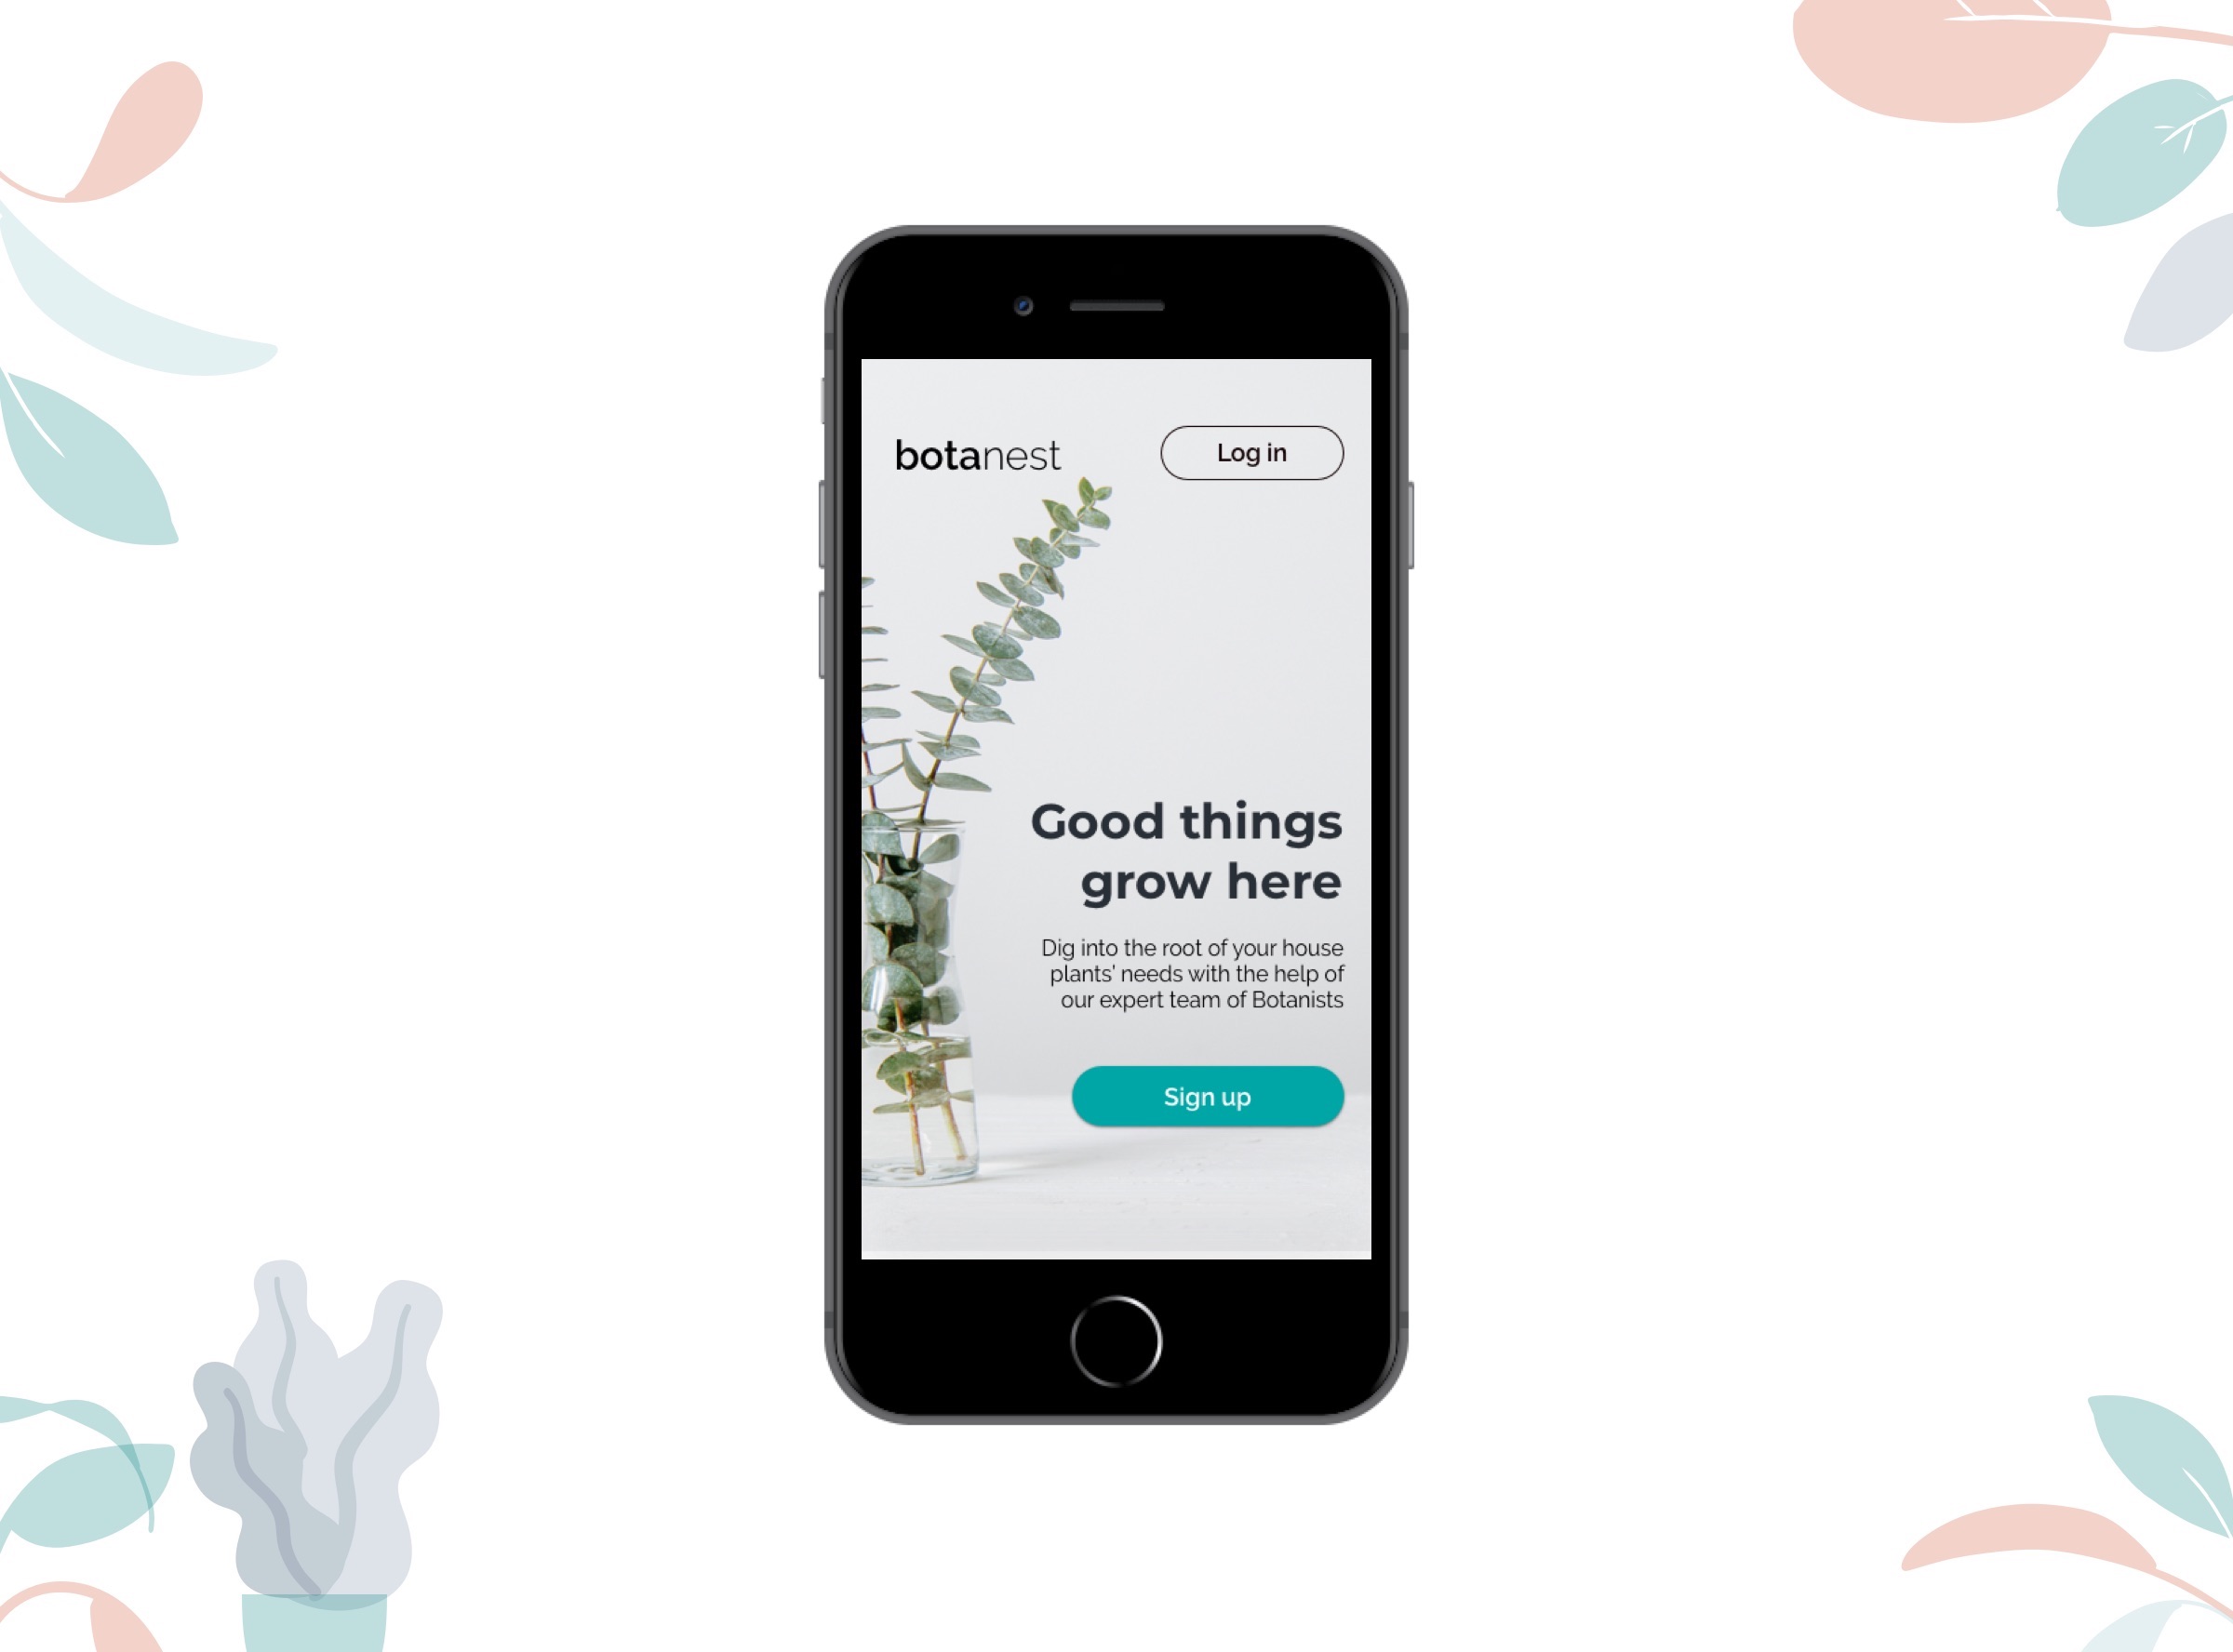 botanest
Log in
Good things
grow here
Dig into the root of your house
plants' needs with the help of
our expert team of Botanists
Sign up